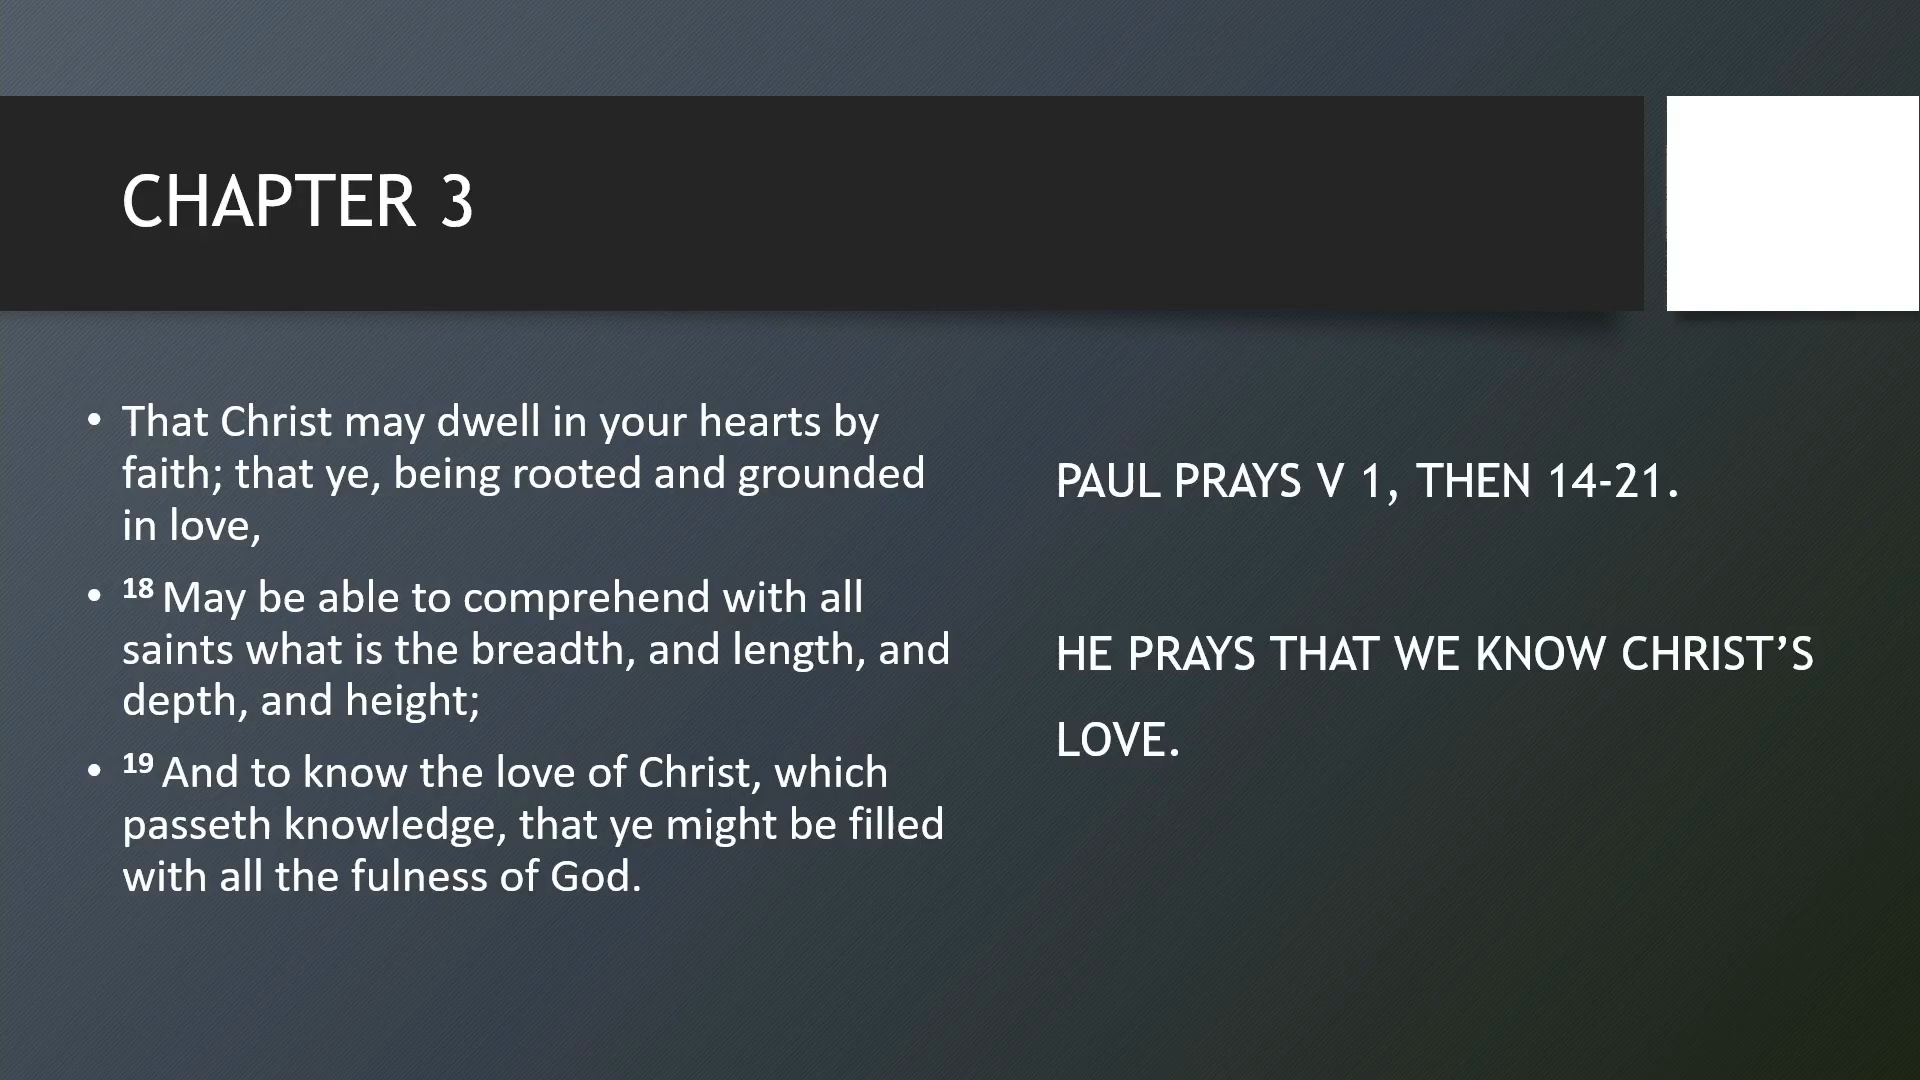 CHAPTER 3
• That Christ may dwell in your hearts by
faith; that ye, being rooted and grounded
in love,
• 18 May be able to comprehend with all
saints what is the breadth, and length, and
depth, and height;
• 19 And to know the love of Christ, which
passeth knowledge, that ye might be filled
with all the fulness of God.
PAUL PRAYS V 1, THEN 14-21.
HE PRAYS THAT WE KNOW CHRIST’S
LOVE.